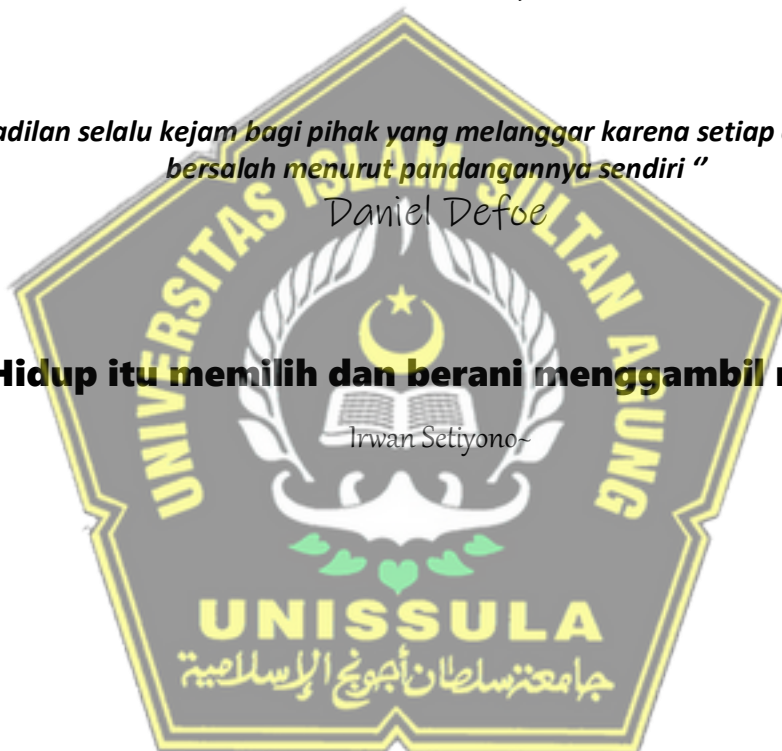 adilan selalu kejam bagi pihak yang melanggar karena setiap
bersalah menurut pandangannya sendiri ”
Daniel Defoe
UNIVERSITAS ISLAM SULTAN AGUNG
Hidup itu memilih dan berani menggambil
Irwan Setiyono~
UNISSULA
جامعة سلطان أجونج الإسلامية